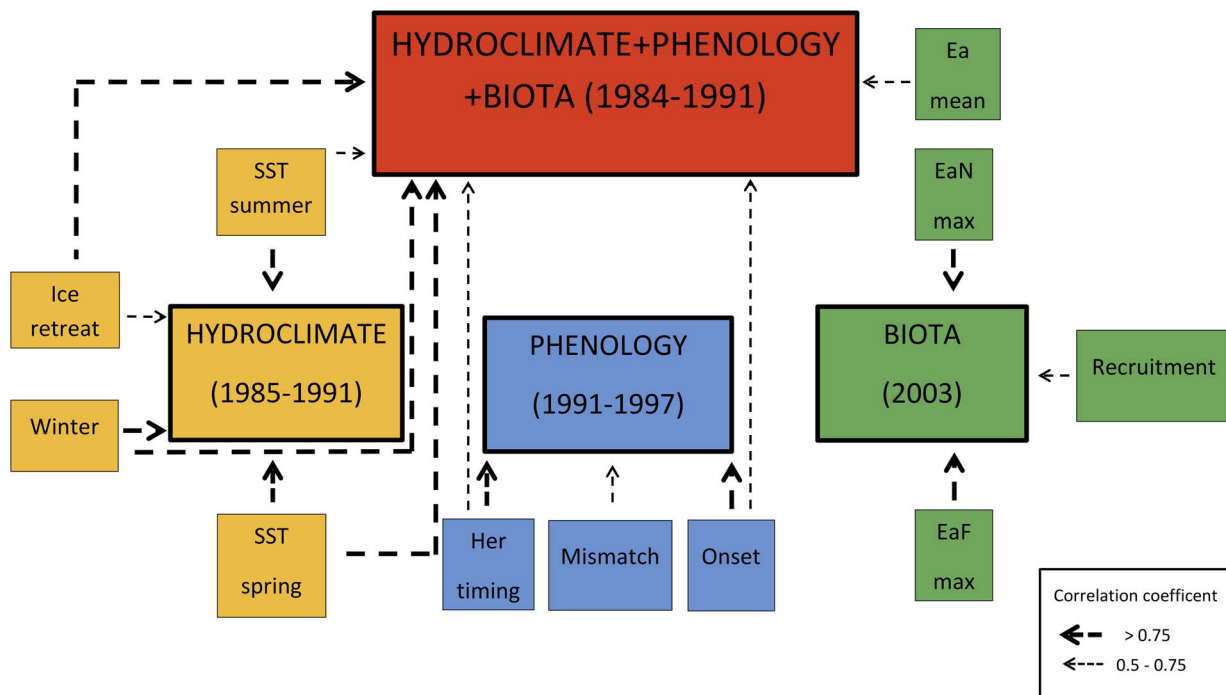 HYDROCLIMATE+PHENOLOGY
+BIOTA (1984-1991)
Ea
mean
SST
summer
EaN
max
Ice
retreat
HYDROCLIMATE
(1985-1991)
PHENOLOGY
(1991-1997)
BIOTA
(2003)
Recruitment
Winter
SST
spring
Her
timing
Mismatch
Onset
EaF
max
Correlation coefficent
> 0.75
0.5 - 0.75